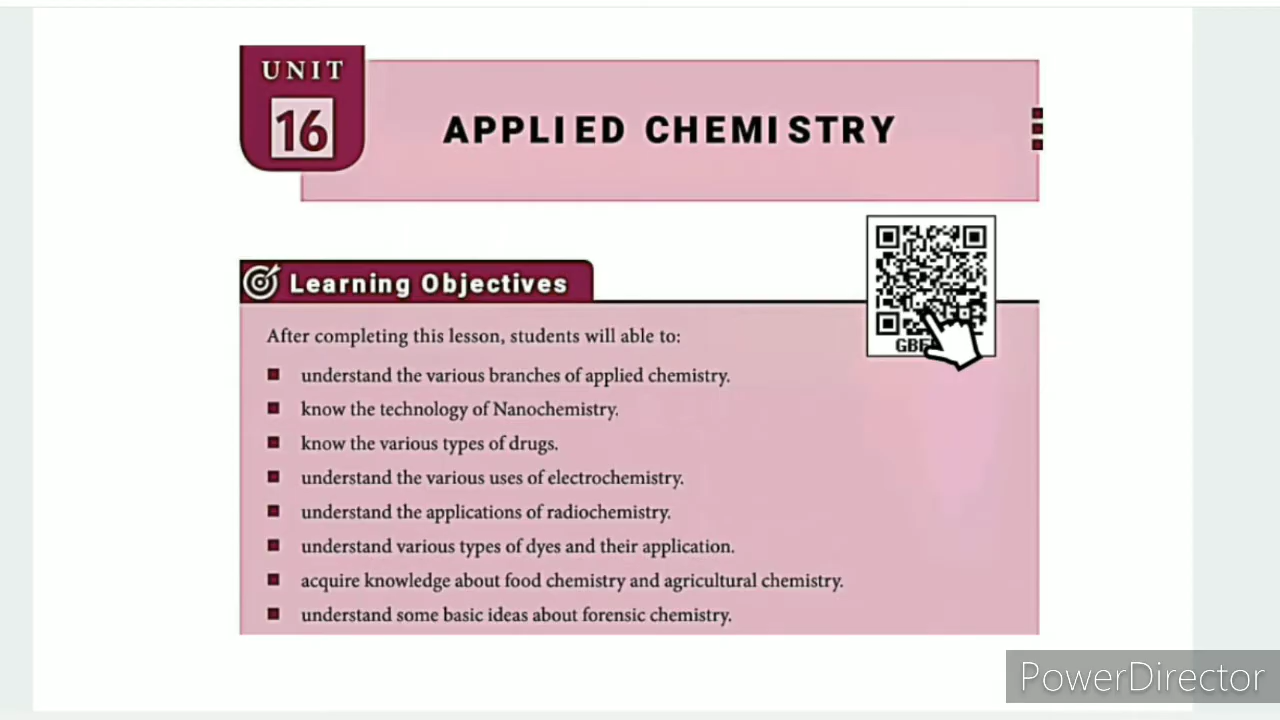 UNIT
16
APPLIED CHEMISTRY
Learning Objectives
After completing this lesson, students will able to:
understand the various branches of applied chemistry.
know the technology of Nanochemistry.
know the various types of drugs.
understand the various uses of electrochemistry.
understand the applications of radiochemistry.
understand various types of dyes and their application.
acquire knowledge about food chemistry and agricultural chemistry.
understand some basic ideas about forensic chemistry.
PowerDirector